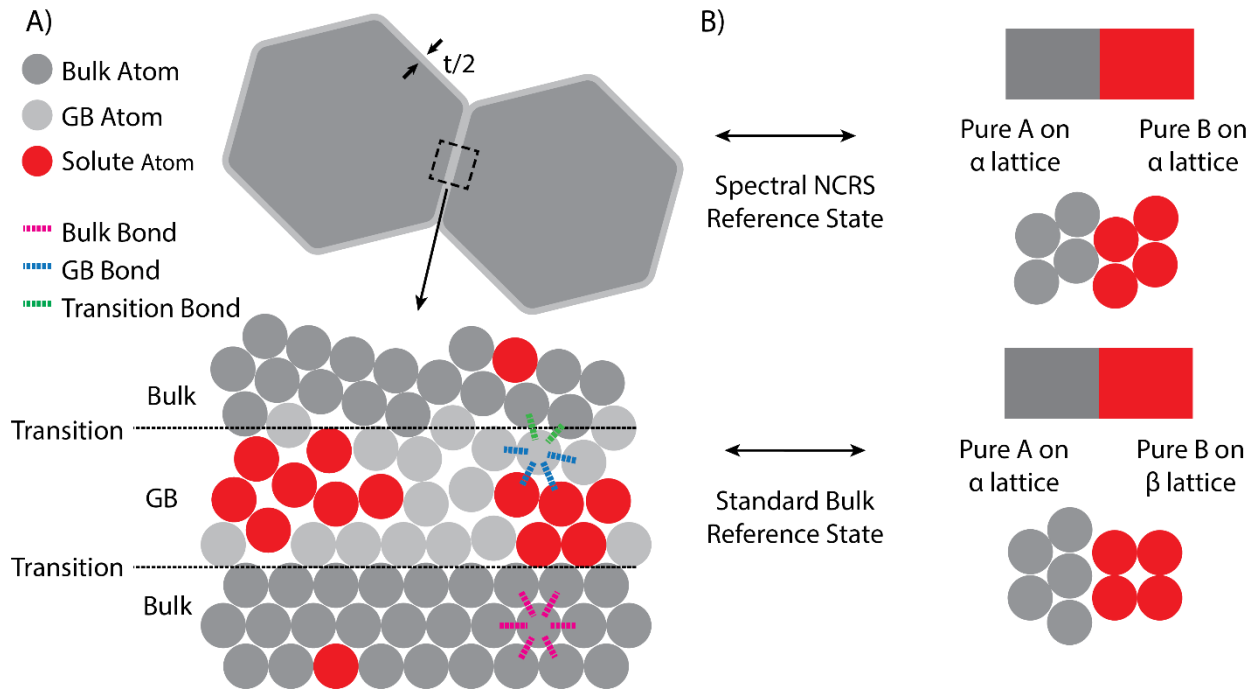 A)
Bulk Atom
GB Atom
Solute Atom
Bulk Bond
GB Bond
Transition Bond
t/2
Bulk
Transition
GB
Transition
Bulk
B)
Spectral NCRS
Reference State
Pure A on
α lattice
Pure B on
α lattice
Standard Bulk
Reference State
Pure A on
α lattice
Pure B on
β lattice